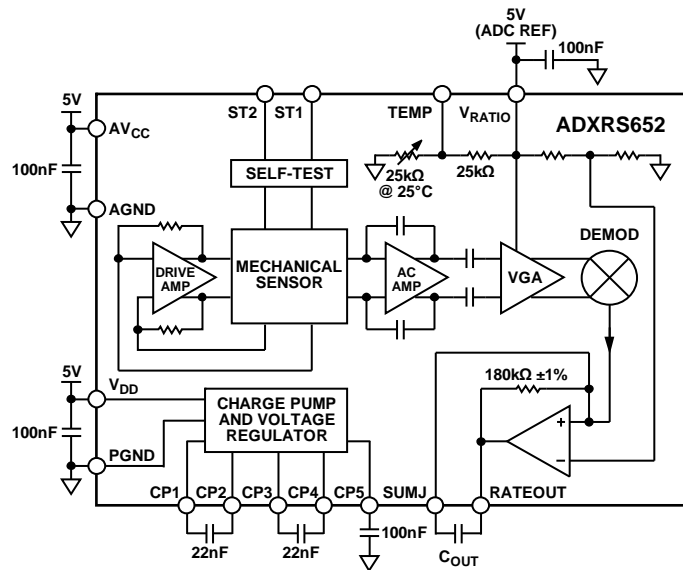 5V
(ADC REF)
100nF
5V
ST2
ST1
TEMP
VRATIO
ADXRS652
AVCC
100nF
25kΩ
@ 25°C
25kΩ
SELF-TEST
AGND
DEMOD
DRIVE
AMP
MECHANICAL
SENSOR
AC
AMP
VGA
5V
VDD
180kΩ ±1%
100nF
CHARGE PUMP
AND VOLTAGE
REGULATOR
+
–
PGND
CP1
CP2
CP3
CP4
CP5
SUMJ
RATEOUT
22nF
22nF
100nF
COUT